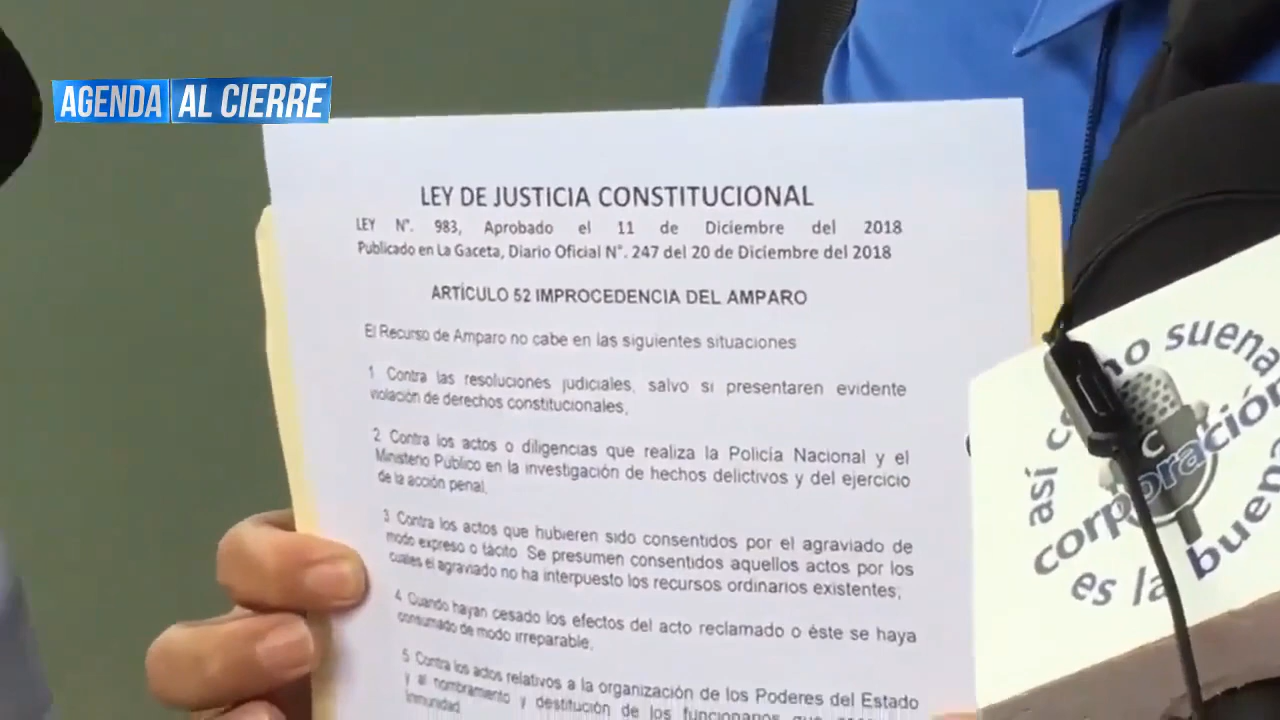 AGENDA AL CIERRE
LEY DE JUSTICIA CONSTITUCIONAL
LEY N°. 983, Aprobado el 11 de Diciembre del 2018
Publicado en La Gaceta, Diario Oficial N°. 247 del 20 de Diciembre del 2018
ARTÍCULO 52 IMPROCEDENCIA DEL AMPARO
El Recurso de Amparo no cabe en las siguientes situaciones
1 Contra las resoluciones judiciales, salvo si presentaren evidente
violación de derechos constitucionales,
2 Contra los actos o diligencias que realiza la Policía Nacional y el
Ministerio Público en la investigación de hechos delictivos y del ejercicio
de la acción penal,
3 Contra los actos que hubieren sido consentidos por el agraviado de
modo expreso o tácito. Se presumen consentidos aquellos actos por los
cuales el agraviado no ha interpuesto los recursos ordinarios existentes;
4 Cuando hayan cesado los efectos del acto reclamado o éste se haya
consumado de modo irreparable,
5 Contra los actos relativos a la organización de los Poderes del Estado
y al nombramiento y destitución de los funcionarios que
inmunidad
así como suena
corporación
es la buena